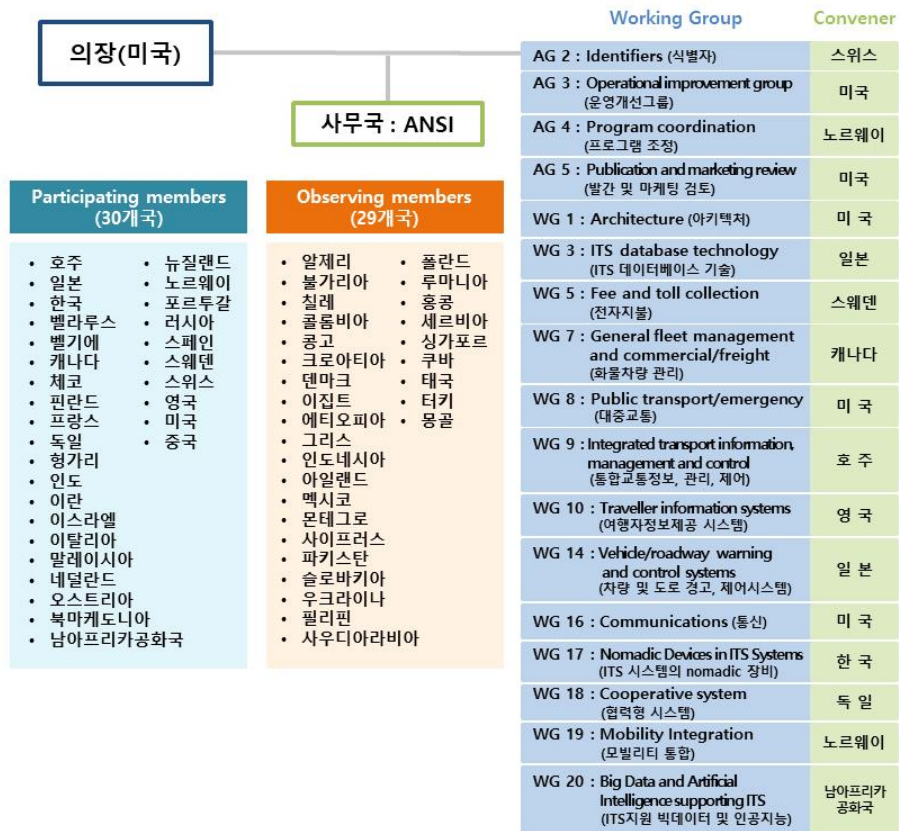 의장(미국)
사무국 : ANSI
Participating members
(30개국)
• 호주
• 일본
• 한국
• 벨라루스
• 벨기에
• 캐나다
• 체코
• 핀란드
• 프랑스
• 독일
• 헝가리
• 인도
• 이란
• 이스라엘
• 이탈리아
• 말레이시아
• 네덜란드
• 오스트리아
• 북마케도니아
• 남아프리카공화국
• 뉴질랜드
• 노르웨이
• 포르투갈
• 러시아
• 스페인
• 스웨덴
• 스위스
• 영국
• 미국
• 중국
Observing members
(29개국)
• 알제리
• 불가리아
• 칠레
• 콜롬비아
• 콩고
• 크로아티아
• 덴마크
• 이집트
• 에티오피아
• 그리스
• 인도네시아
• 아일랜드
• 멕시코
• 몬테그로
• 사이프러스
• 파키스탄
• 슬로바키아
• 우크라이나
• 필리핀
• 사우디아라비아
• 폴란드
• 루마니아
• 홍콩
• 세르비아
• 싱가포르
• 쿠바
• 태국
• 터키
• 몽골
Working Group
Convener
AG 2 : Identifiers (식별자)
스위스
AG 3 : Operational improvement group
(운영개선그룹)
미국
AG 4 : Program coordination
(프로그램 조정)
노르웨이
AG 5 : Publication and marketing review
(발간 및 마케팅 검토)
미국
WG 1 : Architecture (아키텍처)
미 국
WG 3 : ITS database technology
(ITS 데이터베이스 기술)
일본
WG 5 : Fee and toll collection
(전자지불)
스웨덴
WG 7 : General fleet management
and commercial/freight
(화물차량 관리)
캐나다
WG 8 : Public transport/emergency
(대중교통)
미 국
WG 9 : Integrated transport information,
management and control
(통합교통정보, 관리, 제어)
호 주
WG 10 : Traveller information systems
(여행자정보제공 시스템)
영 국
WG 14 : Vehicle/roadway warning
and control systems
(차량 및 도로 경고, 제어시스템)
일 본
WG 16 : Communications (통신)
미 국
WG 17 : Nomadic Devices in ITS Systems
(ITS 시스템의 nomadic 장비)
한 국
WG 18 : Cooperative system
(협력형 시스템)
독 일
WG 19 : Mobility Integration
(모빌리티 통합)
노르웨이
WG 20 : Big Data and Artificial
Intelligence supporting ITS
(ITS지원 빅데이터 및 인공지능)
남아프리카
공화국